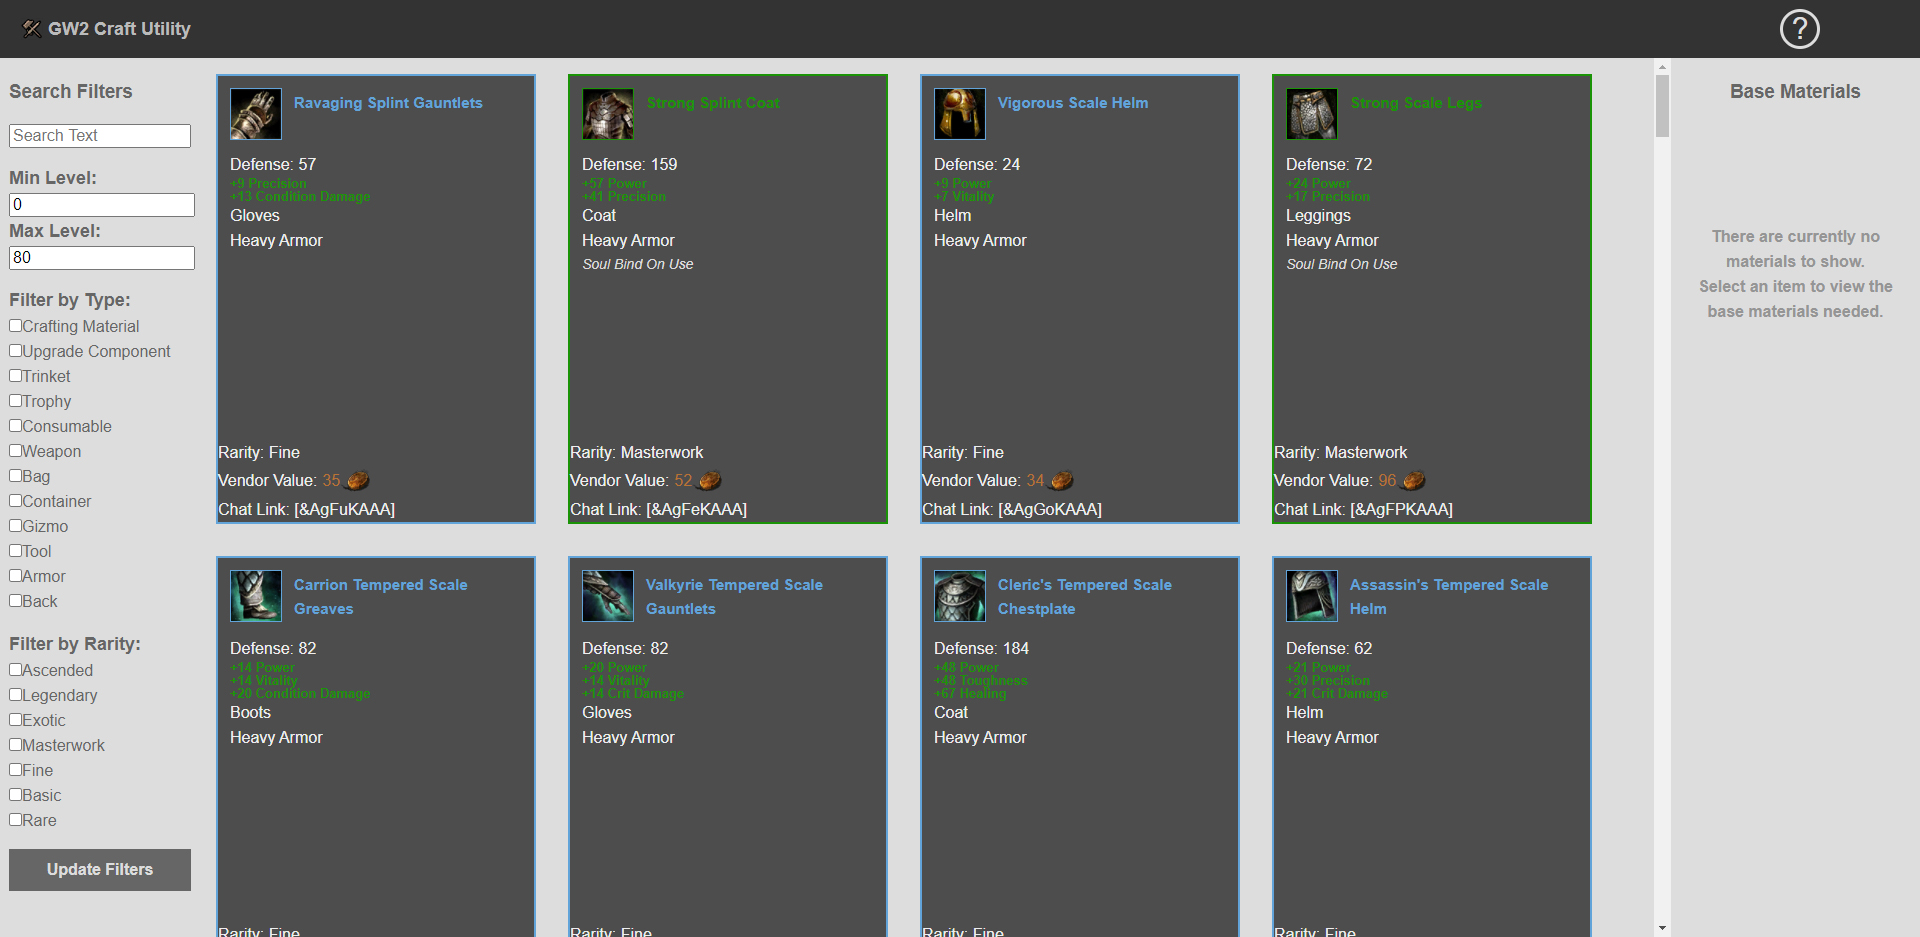 GW2 Craft Utility
?
Search Filters
Search Text
Min Level:
0
Max Level:
80
Filter by Type:
Crafting Material
Upgrade Component
Trinket
Trophy
Consumable
Weapon
Bag
Container
Gizmo
Tool
Armor
Back
Filter by Rarity:
Ascended
Legendary
Exotic
Masterwork
Fine
Basic
Rare
Update Filters
Ravaging Splint Gauntlets
Defense: 57
+9 Precision
+13 Condition Damage
Gloves
Heavy Armor
Rarity: Fine
Vendor Value: 35
Chat Link: [&AgFuKAAA]
Strong Splint Coat
Defense: 159
+57 Power
+41 Precision
Coat
Heavy Armor
Soul Bind On Use
Rarity: Masterwork
Vendor Value: 52
Chat Link: [&AgFeKAAA]
Vigorous Scale Helm
Defense: 24
+9 Power
+7 Vitality
Helm
Heavy Armor
Rarity: Fine
Vendor Value: 34
Chat Link: [&AgGoKAAA]
Strong Scale Legs
Defense: 72
+24 Power
+17 Precision
Leggings
Heavy Armor
Soul Bind On Use
Rarity: Masterwork
Vendor Value: 96
Chat Link: [&AgFPKAAA]
Carrion Tempered Scale
Greaves
Defense: 82
+14 Power
+14 Vitality
+20 Condition Damage
Boots
Heavy Armor
Rarity: Fine
Valkyrie Tempered Scale
Gauntlets
Defense: 82
+20 Power
+14 Vitality
+14 Crit Damage
Gloves
Heavy Armor
Rarity: Fine
Cleric's Tempered Scale
Chestplate
Defense: 184
+48 Power
+48 Toughness
+67 Healing
Coat
Heavy Armor
Rarity: Fine
Assassin's Tempered Scale
Helm
Defense: 62
+21 Power
+30 Precision
+21 Crit Damage
Helm
Heavy Armor
Rarity: Fine
Base Materials
There are currently no
materials to show.
Select an item to view the
base materials needed.